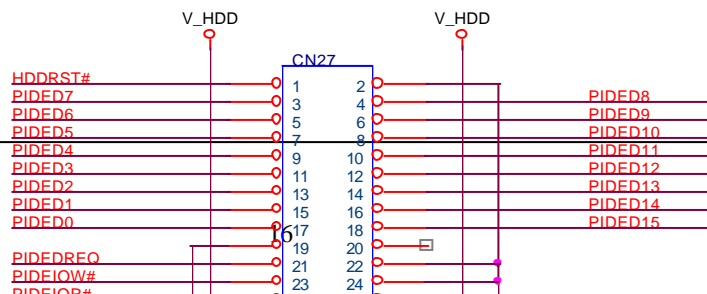 V_HDD V_HDD
CN27
HDDRST# 1 2
PIDED7 3 4 PIDED8
PIDED6 5 6 PIDED9
PIDED5 7 8 PIDED10
PIDED4 9 10 PIDED11
PIDED3 11 12 PIDED12
PIDED2 13 14 PIDED13
PIDED1 15 16 PIDED14
PIDED0 17 18 PIDED15
16
19 20
PIDEDREQ 21 22
PIDEIOW# 23 24
PIDEIOR#